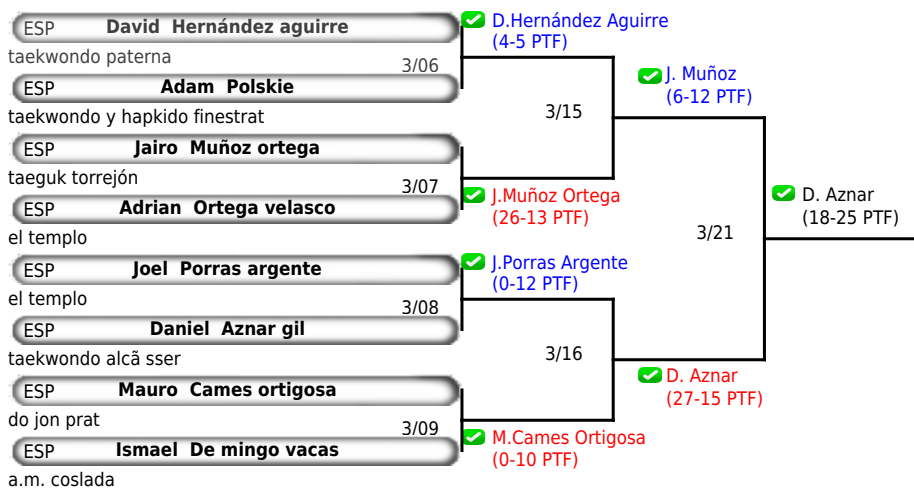 ESP David Hernández aguirre
taekwondo paterna
3/06
ESP Adam Polskie
taekwondo y hapkido finestrat
ESP Jairo Muñoz ortega
taeguk torrejón
3/07
ESP Adrian Ortega velasco
el templo
ESP Joel Porras argente
el templo
3/08
ESP Daniel Aznar gil
taekwondo alcã sser
ESP Mauro Cames ortigosa
do jon prat
3/09
ESP Ismael De mingo vacas
a.m. coslada
D.Hernández Aguirre
(4-5 PTF)
3/15
J.Muñoz Ortega
(26-13 PTF)
J.Porras Argente
(0-12 PTF)
3/16
M.Cames Ortigosa
(0-10 PTF)
J. Muñoz
(6-12 PTF)
3/21
D. Aznar
(27-15 PTF)
D. Aznar
(18-25 PTF)